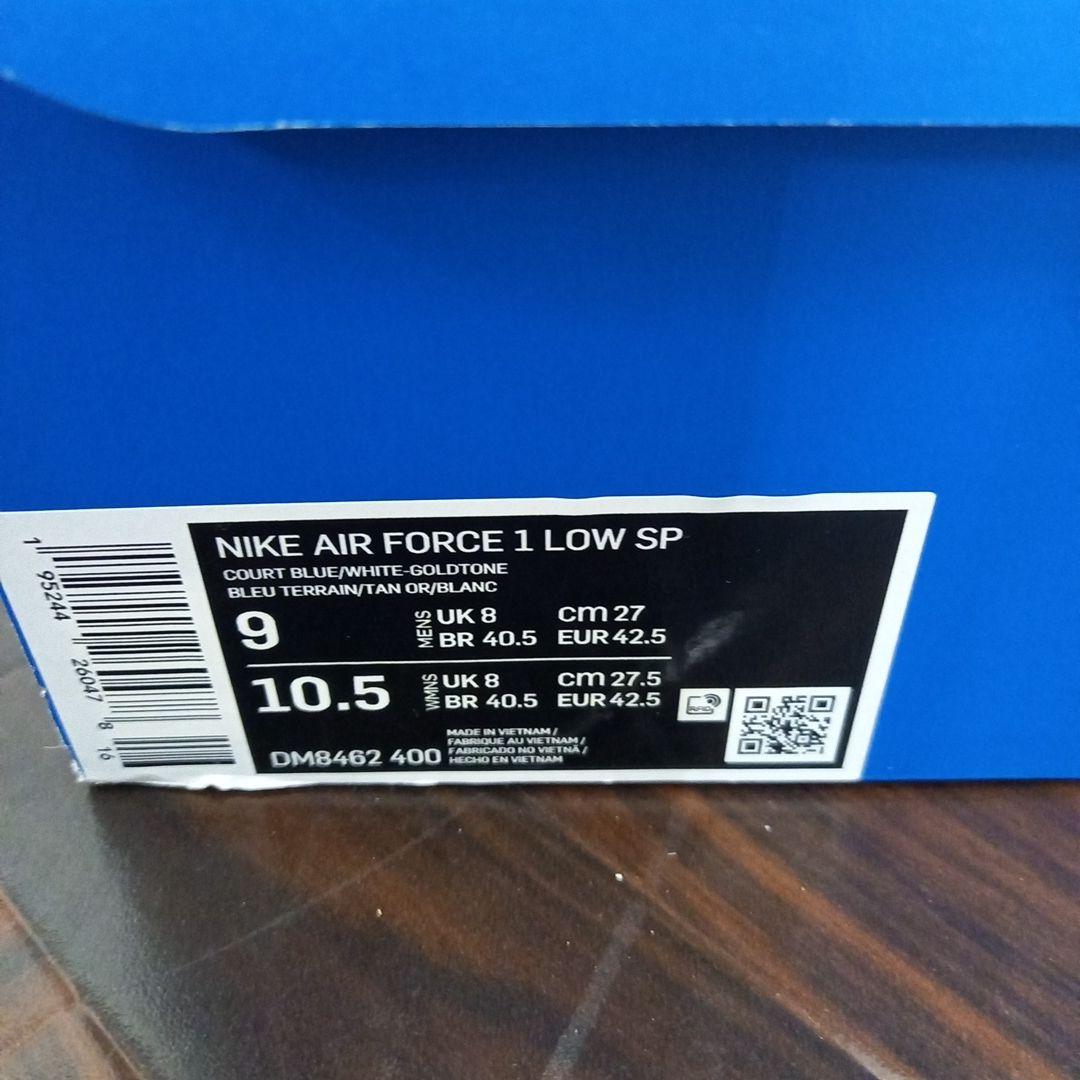 NIKE AIR FORCE 1 LOW SP
COURT BLUE/WHITE-GOLDTONE
BLEU TERRAIN/TAN OR/BLANC
9 MENS UK 8 cm 27
BR 40.5 EUR 42.5
10.5 WMNS UK 8 cm 27.5
BR 40.5 EUR 42.5
MADE IN VIETNAM /
FABRIQUE AU VIETNAM /
FABRICADO NO VIETNÃ /
HECHO EN VIETNAM
DM8462 400
RFID
1 95244 26047 8 16